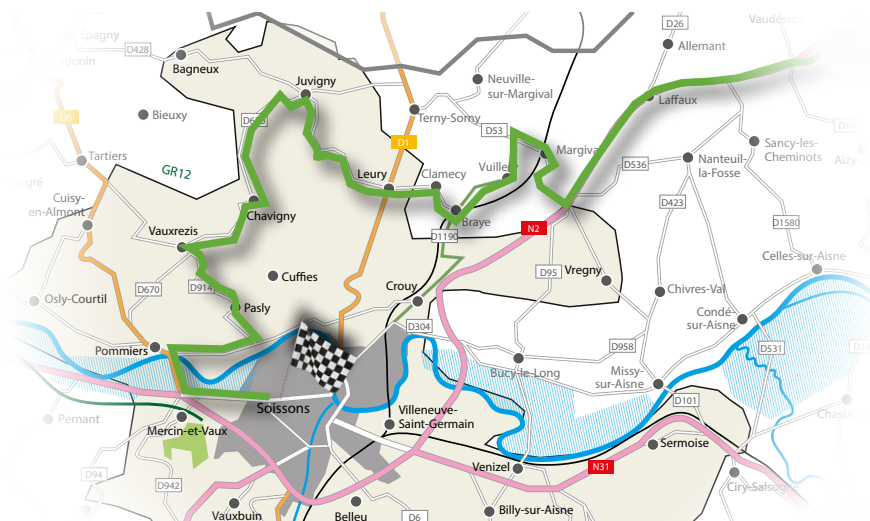 D26
Vaudesson
Épagny
D428
Allemant
Bagneux
Juvigny
Neuville-
sur-Margival
Laffaux
D6
Bieuxy
Terny-Sorny
D53
D1
Margival
Sancy-les-
Cheminots
Tartiers
GR12
Leury
Clamecy
Vuillery
D536
Nanteuil-
la-Fosse
Cuisy-
en-Almont
Chavigny
Braye
D423
D1580
Vauxrezis
D1190
N2
Celles-sur-Aisne
Cuffies
D95
Vregny
D670
D914
Crouy
Chivres-Val
Osly-Courtil
Pasly
Condé-
sur-Aisne
D304
Pommiers
D958
D531
Bucy-le-Long
Missy-
sur-Aisne
Soissons
D101
Pernant
Villeneuve-
Saint-Germain
Mercin-et-Vaux
Sermoise
Venizel
N31
D94
D942
Ciry-Salsogne
Vauxbuin
Belleu
D6
Billy-sur-Aisne